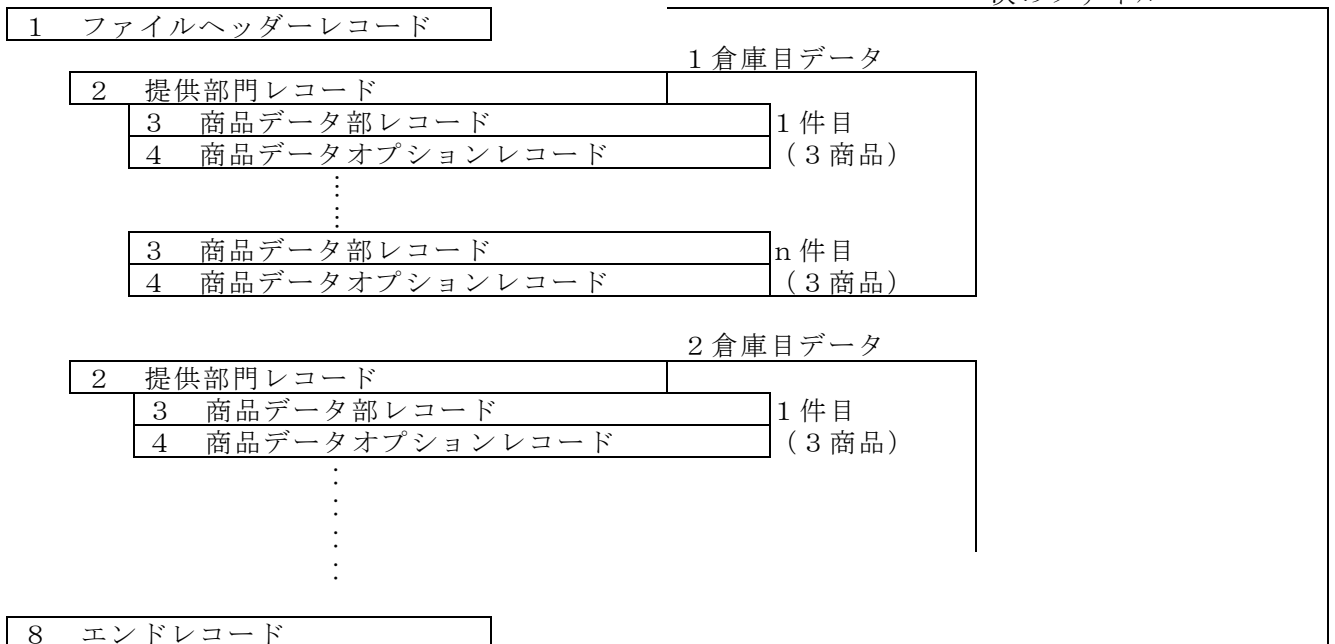 1 ファイルヘッダーレコード
1倉庫目データ
2 提供部門レコード
3 商品データ部レコード 1件目
4 商品データオプションレコード (3商品)
3 商品データ部レコード n件目
4 商品データオプションレコード (3商品)
2倉庫目データ
2 提供部門レコード
3 商品データ部レコード 1件目
4 商品データオプションレコード (3商品)
8 エンドレコード